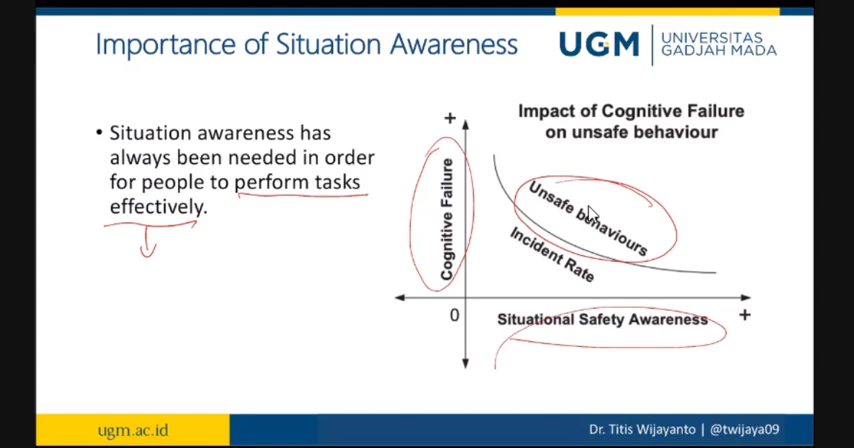 Importance of Situation Awareness
UGM
UNIVERSITAS
GADJAH MADA
• Situation awareness has
always been needed in order
for people to perform tasks
effectively.
Impact of Cognitive Failure
on unsafe behaviour
+
Cognitive Failure
Unsafe behaviours
Incident Rate
0
Situational Safety Awareness
+
ugm.ac.id
Dr. Titis Wijayanto | @twijaya09